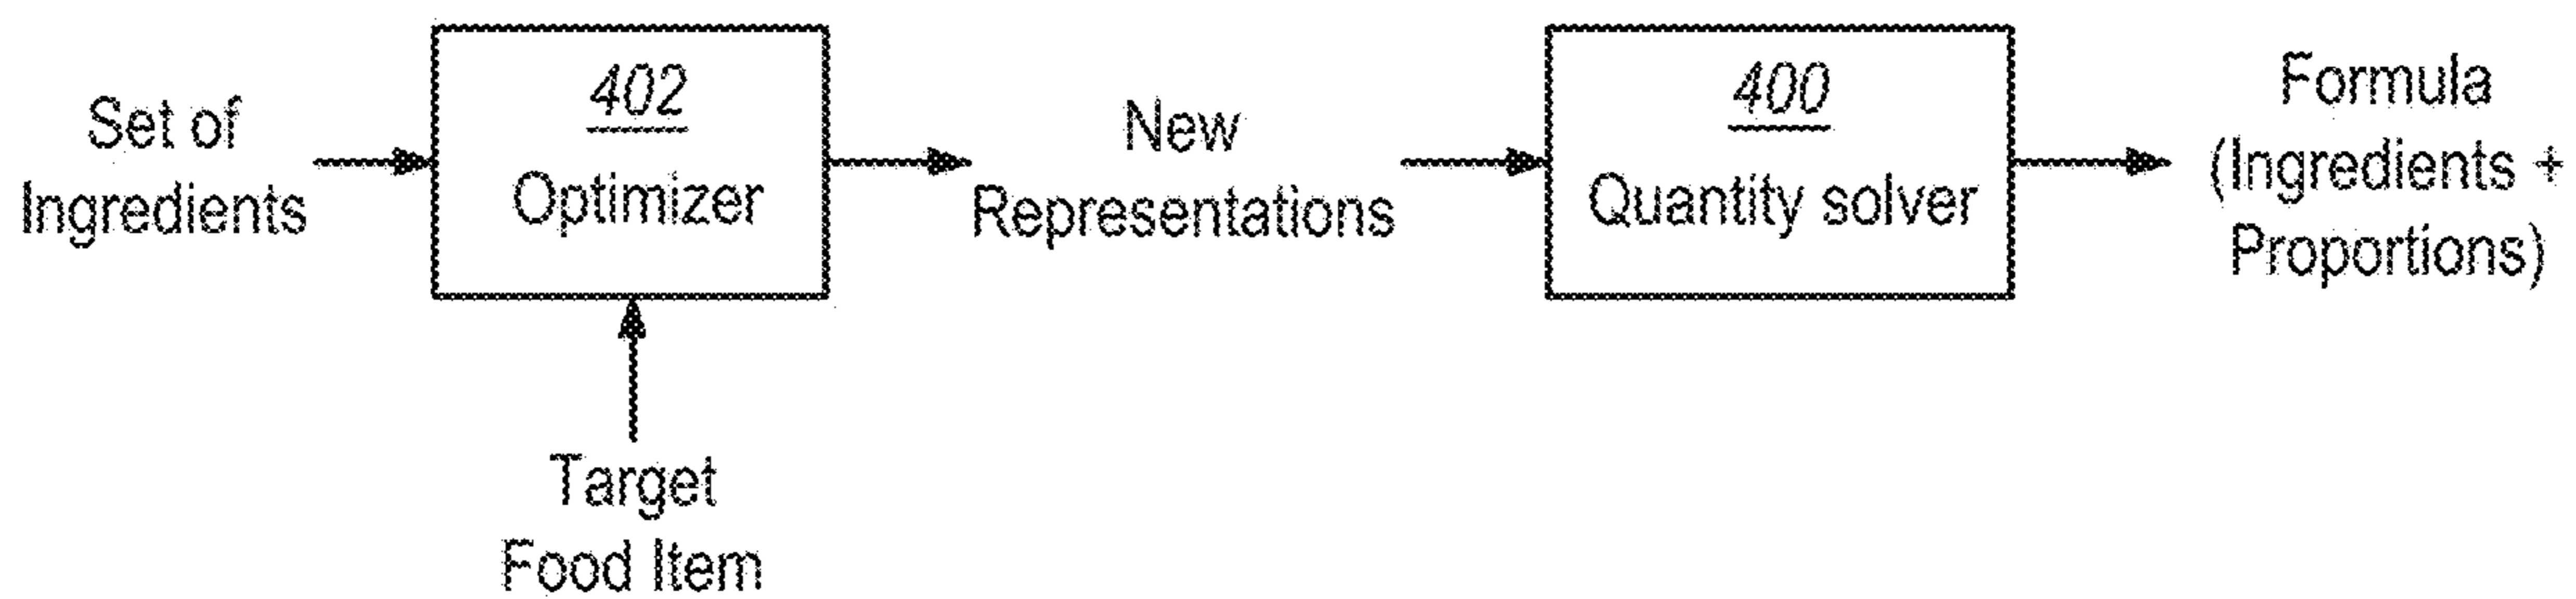 Set of
Ingredients
402
Optimizer
Target
Food Item
New
Representations
400
Quantity solver
Formula
(Ingredients +
Proportions)